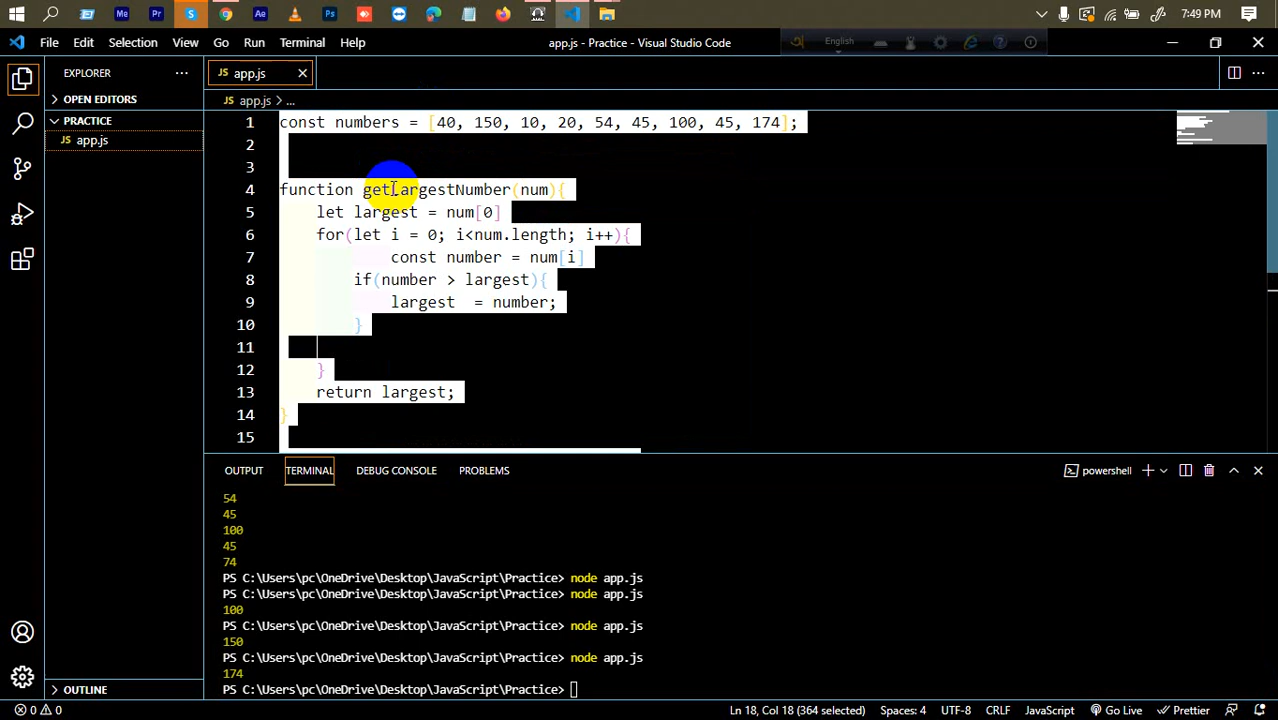 7:49 PM
File Edit Selection View Go Run Terminal Help
app.js - Practice - Visual Studio Code
English
EXPLORER
OPEN EDITORS
PRACTICE
app.js
OUTLINE
app.js
app.js > ...
1 const numbers = [40, 150, 10, 20, 54, 45, 100, 45, 174];
2
3
4 function getLargestNumber(num){
5 let largest = num[0]
6 for(let i = 0; i<num.length; i++){
7 const number = num[i]
8 if(number > largest){
9 largest = number;
10 }
11
12 }
13 return largest;
14 }
15
OUTPUT TERMINAL DEBUG CONSOLE PROBLEMS
powershell
54
45
100
45
74
PS C:\Users\pc\OneDrive\Desktop\JavaScript\Practice> node app.js
PS C:\Users\pc\OneDrive\Desktop\JavaScript\Practice> node app.js
100
PS C:\Users\pc\OneDrive\Desktop\JavaScript\Practice> node app.js
150
PS C:\Users\pc\OneDrive\Desktop\JavaScript\Practice> node app.js
174
PS C:\Users\pc\OneDrive\Desktop\JavaScript\Practice>
0 0 Ln 18, Col 18 (364 selected) Spaces: 4 UTF-8 CRLF JavaScript Go Live Prettier